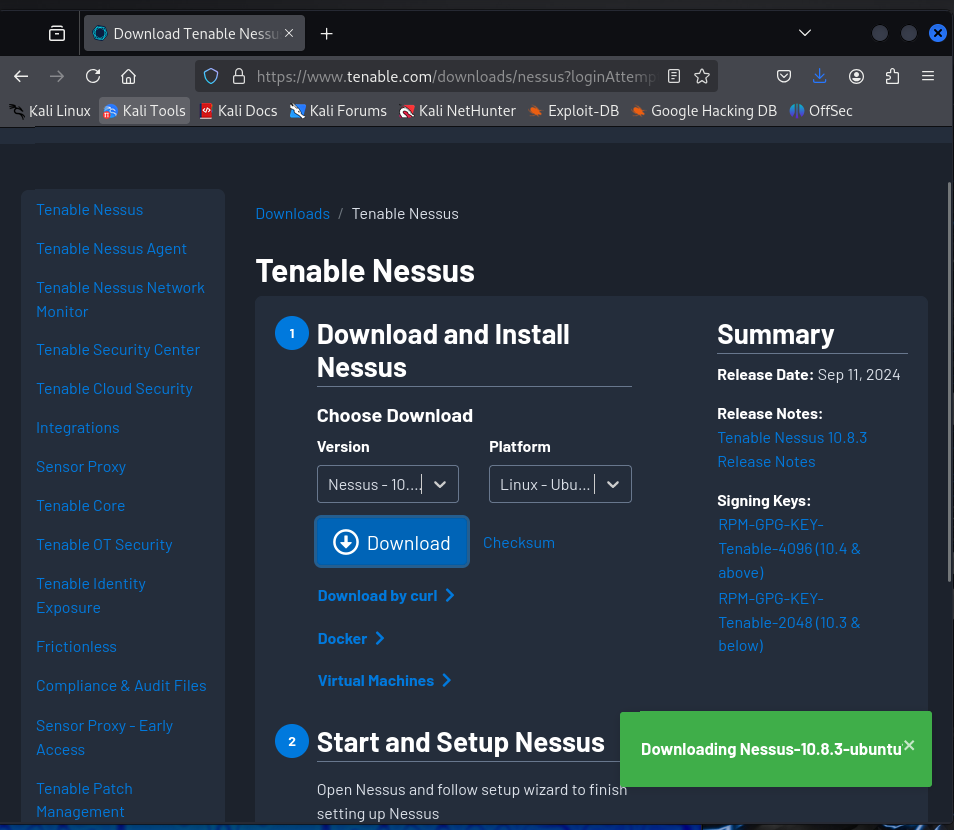 Download Tenable Nessu
https://www.tenable.com/downloads/nessus?loginAttemp
Kali Linux Kali Tools Kali Docs Kali Forums Kali NetHunter Exploit-DB Google Hacking DB OffSec
Tenable Nessus
Tenable Nessus Agent
Tenable Nessus Network
Monitor
Tenable Security Center
Tenable Cloud Security
Integrations
Sensor Proxy
Tenable Core
Tenable OT Security
Tenable Identity
Exposure
Frictionless
Compliance & Audit Files
Sensor Proxy - Early
Access
Tenable Patch
Management
Downloads / Tenable Nessus
Tenable Nessus
1 Download and Install
Nessus
Choose Download
Version Platform
Nessus - 10.... Linux - Ubu...
Download Checksum
Download by curl
Docker
Virtual Machines
2 Start and Setup Nessus
Open Nessus and follow setup wizard to finish
setting up Nessus
Summary
Release Date: Sep 11, 2024
Release Notes:
Tenable Nessus 10.8.3
Release Notes
Signing Keys:
RPM-GPG-KEY-
Tenable-4096 (10.4 &
above)
RPM-GPG-KEY-
Tenable-2048 (10.3 &
below)
Downloading Nessus-10.8.3-ubuntu